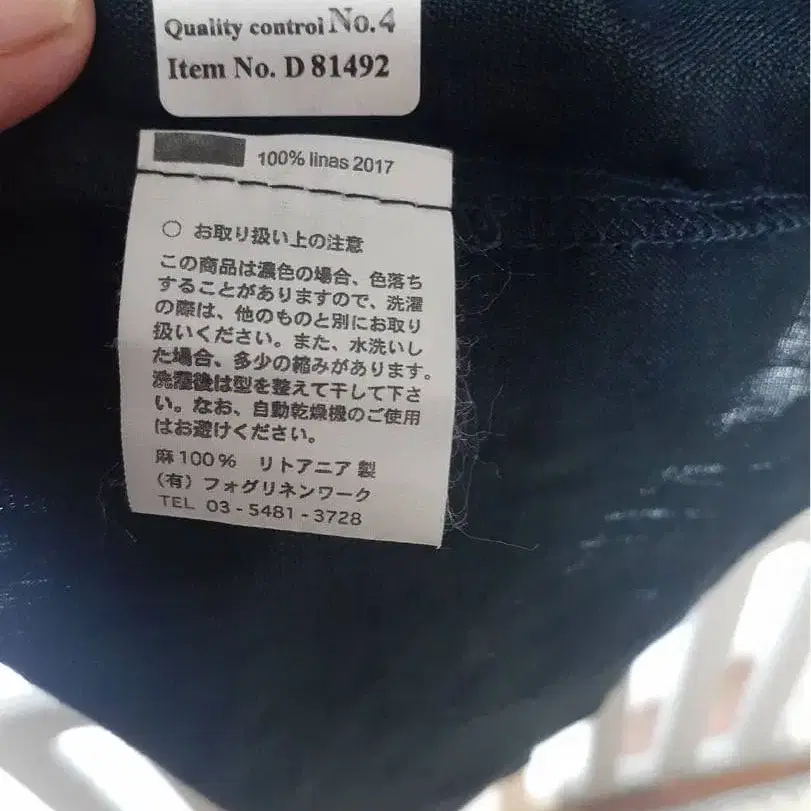 Quality control No.4
Item No. D 81492
100% linas 2017
○ お取り扱い上の注意
この商品は濃色の場合、色落ち
することがありますので、洗濯
の際は、他のものと別にお取り
扱いください。また、水洗いし
た場合、多少の縮みがあります。
洗濯後は型を整えて干して下さ
い。なお、自動乾燥機のご使用
はお避けください。
麻100% リトアニア製
(有)フォグリネンワーク
TEL 03-5481-3728